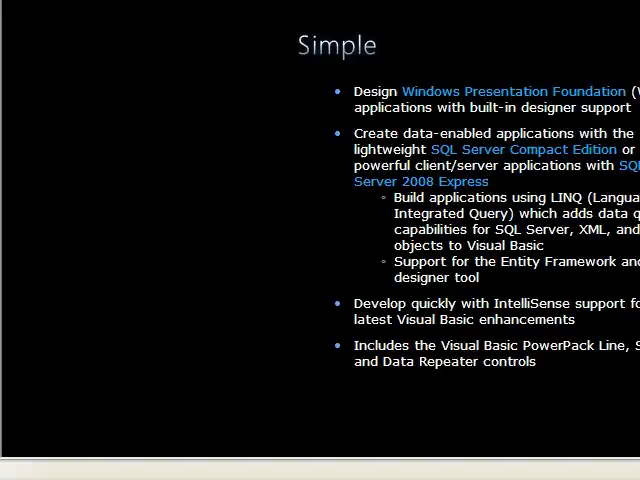 Simple
Design Windows Presentation Foundation (
applications with built-in designer support
Create data-enabled applications with the
lightweight SQL Server Compact Edition or
powerful client/server applications with SQL
Server 2008 Express
Build applications using LINQ (Langua
Integrated Query) which adds data q
capabilities for SQL Server, XML, and
objects to Visual Basic
Support for the Entity Framework and
designer tool
Develop quickly with IntelliSense support fo
latest Visual Basic enhancements
Includes the Visual Basic PowerPack Line, S
and Data Repeater controls